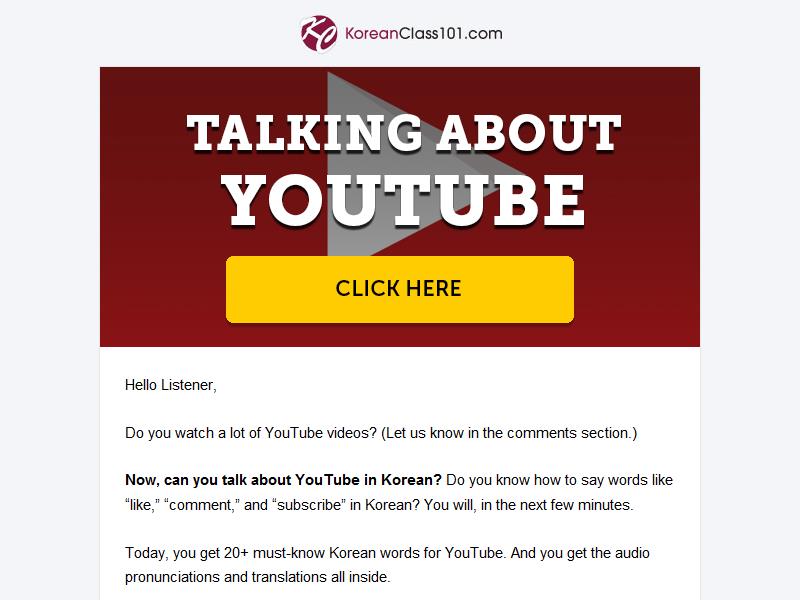 KC KoreanClass101.com
TALKING ABOUT
YOUTUBE
CLICK HERE
Hello Listener,
Do you watch a lot of YouTube videos? (Let us know in the comments section.)
Now, can you talk about YouTube in Korean? Do you know how to say words like
“like,” “comment,” and “subscribe” in Korean? You will, in the next few minutes.
Today, you get 20+ must-know Korean words for YouTube. And you get the audio
pronunciations and translations all inside.